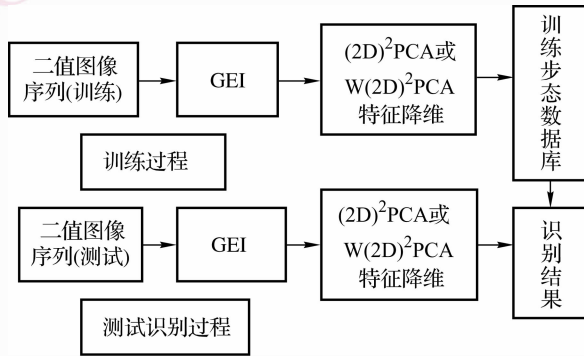 二值图像
序列(训练)
GEI
(2D)²PCA或
W(2D)²PCA
特征降维
训练步态数据库
训练过程
二值图像
序列(测试)
GEI
(2D)²PCA或
W(2D)²PCA
特征降维
识别结果
测试识别过程